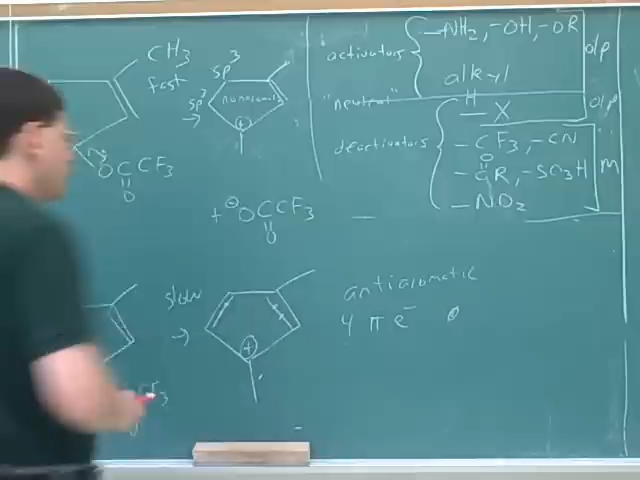 CH3
fast
sp3
sp3
nonaromatic
+
OCCF3
O
+ ⊖OCCF3
O
activators
-NH2, -OH, -OR
alkyl
o/p
"neutral"
H
deactivators
-X
o/p
-CF3, -CN
O
-CR, -SO3H
-NO2
m
slow
+
antiaromatic
4 π e-